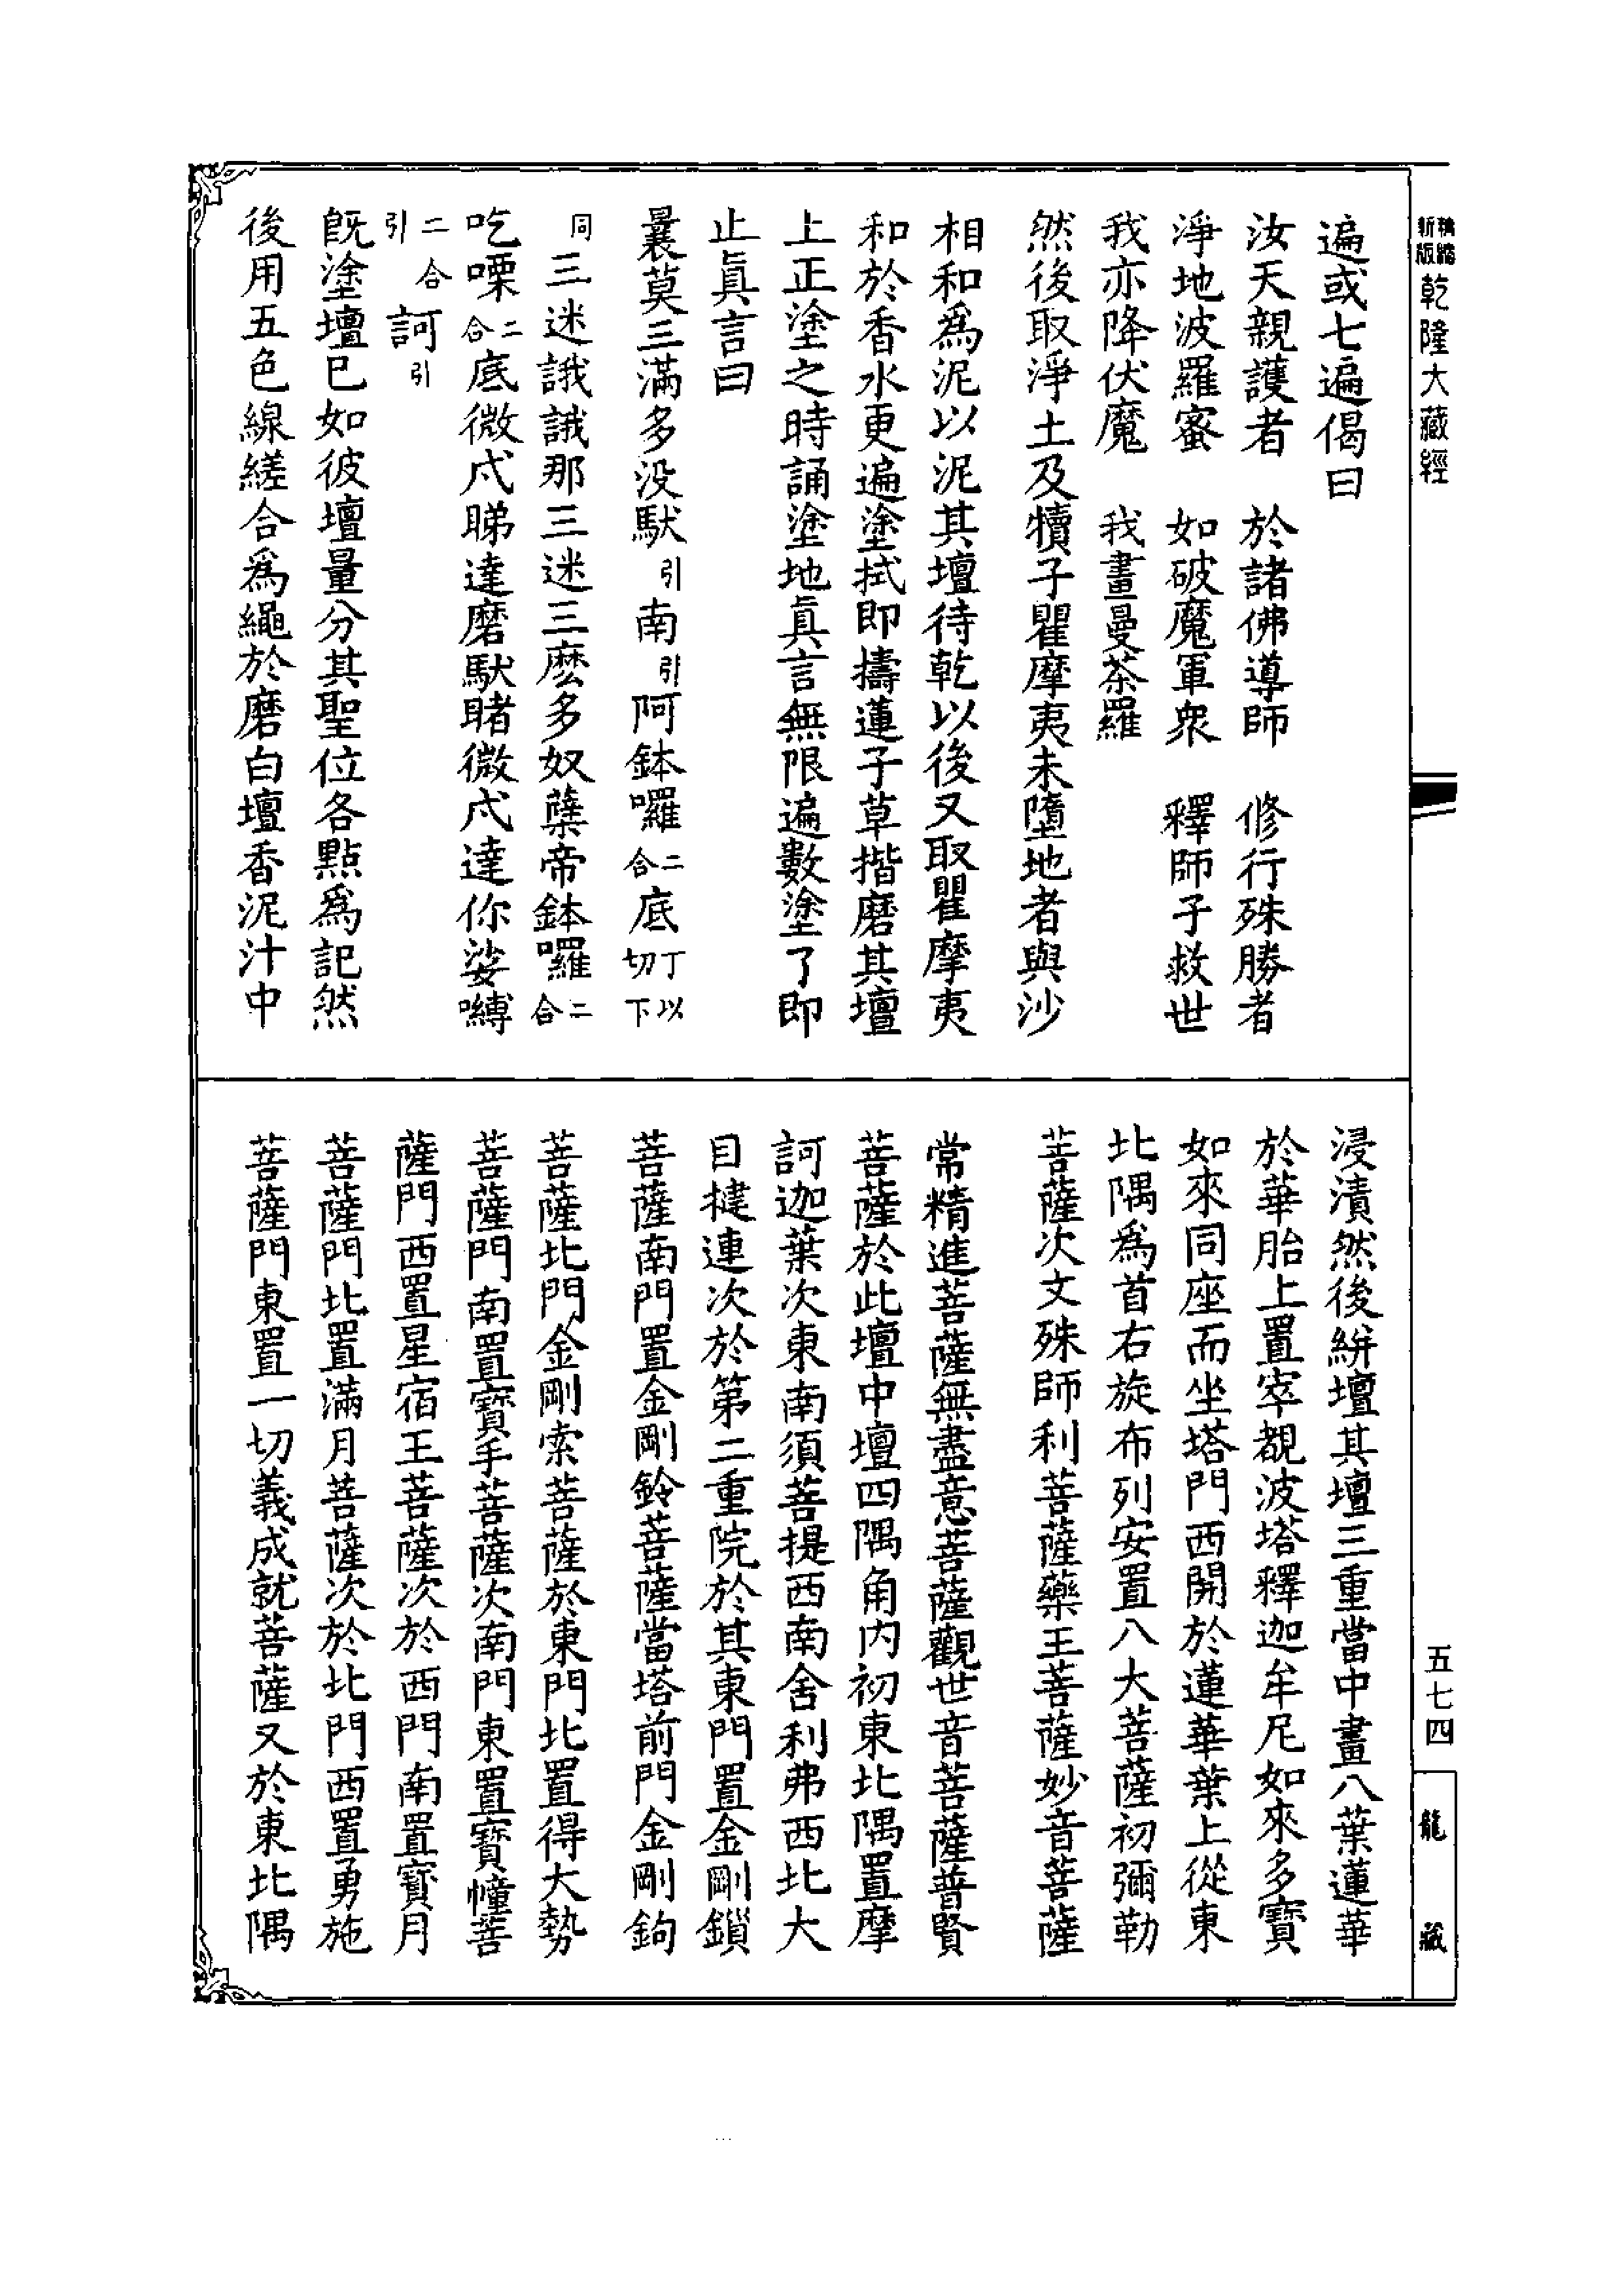 精縮新版乾隆大藏經
遍或七遍偈曰
汝天親護者　於諸佛導師　修行殊勝者
淨地波羅蜜　如破魔軍衆　釋師子救世
我亦降伏魔　我畫曼荼羅
然後取淨土及犢子瞿摩夷未墮地者與沙
相和爲泥以泥其壇待乾以後又取瞿摩夷
和於香水更遍塗拭即擣蓮子草揩磨其壇
上正塗之時誦塗地眞言無限遍數塗了即
止眞言曰
曩莫三滿多没馱引南引阿鉢囉二合底丁以切下
同三迷誐誐那三迷三麽多奴蘖帝鉢囉二合
吃㗚二合底微戍睇達磨馱睹微戍達你娑嚩
二合引訶引
旣塗壇已如彼壇量分其聖位各點爲記然
後用五色線縒合爲繩於磨白壇香泥汁中
浸漬然後絣壇其壇三重當中畫八葉蓮華
於華胎上置窣覩波塔釋迦牟尼如來多寶
如來同座而坐塔門西開於蓮華葉上從東
北隅爲首右旋布列安置八大菩薩初彌勒
菩薩次文殊師利菩薩藥王菩薩妙音菩薩
常精進菩薩無盡意菩薩觀世音菩薩普賢
菩薩於此壇中壇四隅角内初東北隅置摩
訶迦葉次東南須菩提西南舍利弗西北大
目揵連次於第二重院於其東門置金剛鎖
菩薩南門置金剛鈴菩薩當塔前門金剛鉤
菩薩北門金剛索菩薩於東門北置得大勢
菩薩門南置寶手菩薩次南門東置寶幢菩
薩門西置星宿王菩薩次於西門南置寶月
菩薩門北置滿月菩薩次於北門西置勇施
菩薩門東置一切義成就菩薩又於東北隅
五七四
龍藏